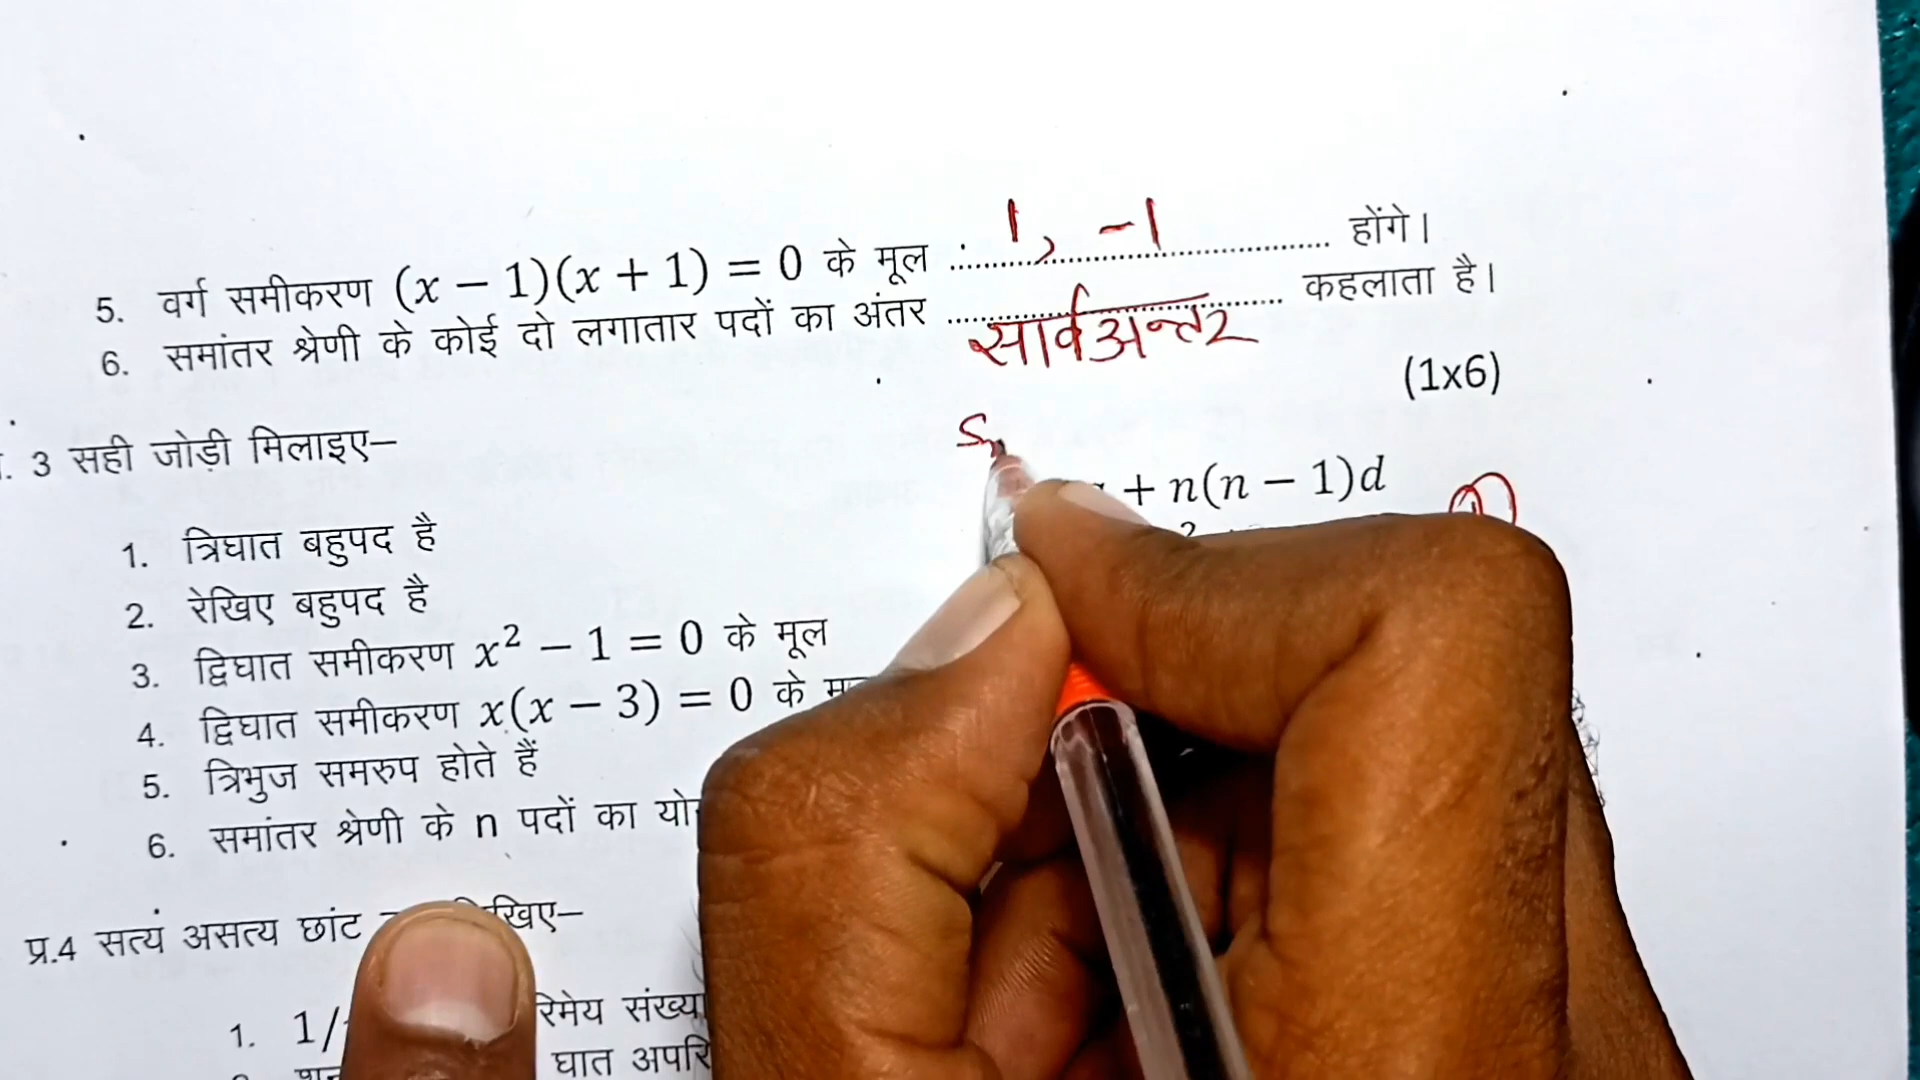 5. वर्ग समीकरण (x − 1)(x + 1) = 0 के मूल 1, -1 होंगे।
6. समांतर श्रेणी के कोई दो लगातार पदों का अंतर सार्वअन्तर कहलाता है।
(1x6)
3 सही जोड़ी मिलाइए–
Sn
+ n(n − 1)d
1. त्रिघात बहुपद है
2. रेखिए बहुपद है
3. द्विघात समीकरण x² − 1 = 0 के मूल
4. द्विघात समीकरण x(x − 3) = 0 के
5. त्रिभुज समरुप होते हैं
6. समांतर श्रेणी के n पदों का
प्र.4 सत्य असत्य छांट
1. 1/
घात